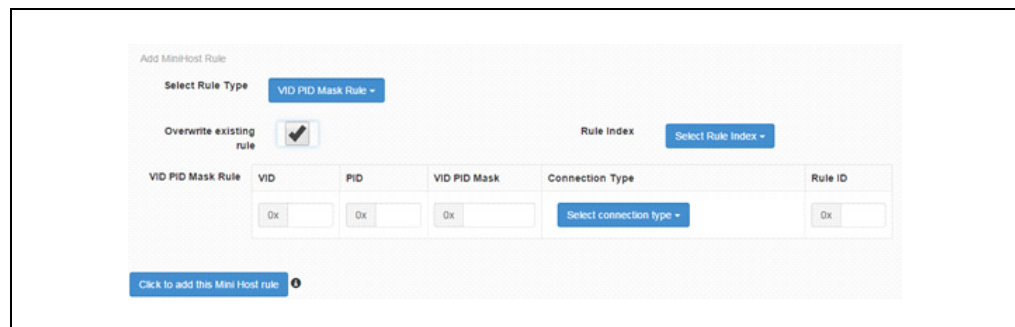 Add MiniHost Rule
Select Rule Type VID PID Mask Rule
Overwrite existing rule Rule Index Select Rule Index
VID PID Mask Rule VID PID VID PID Mask Connection Type Rule ID
0x 0x 0x Select connection type 0x
Click to add this Mini Host rule